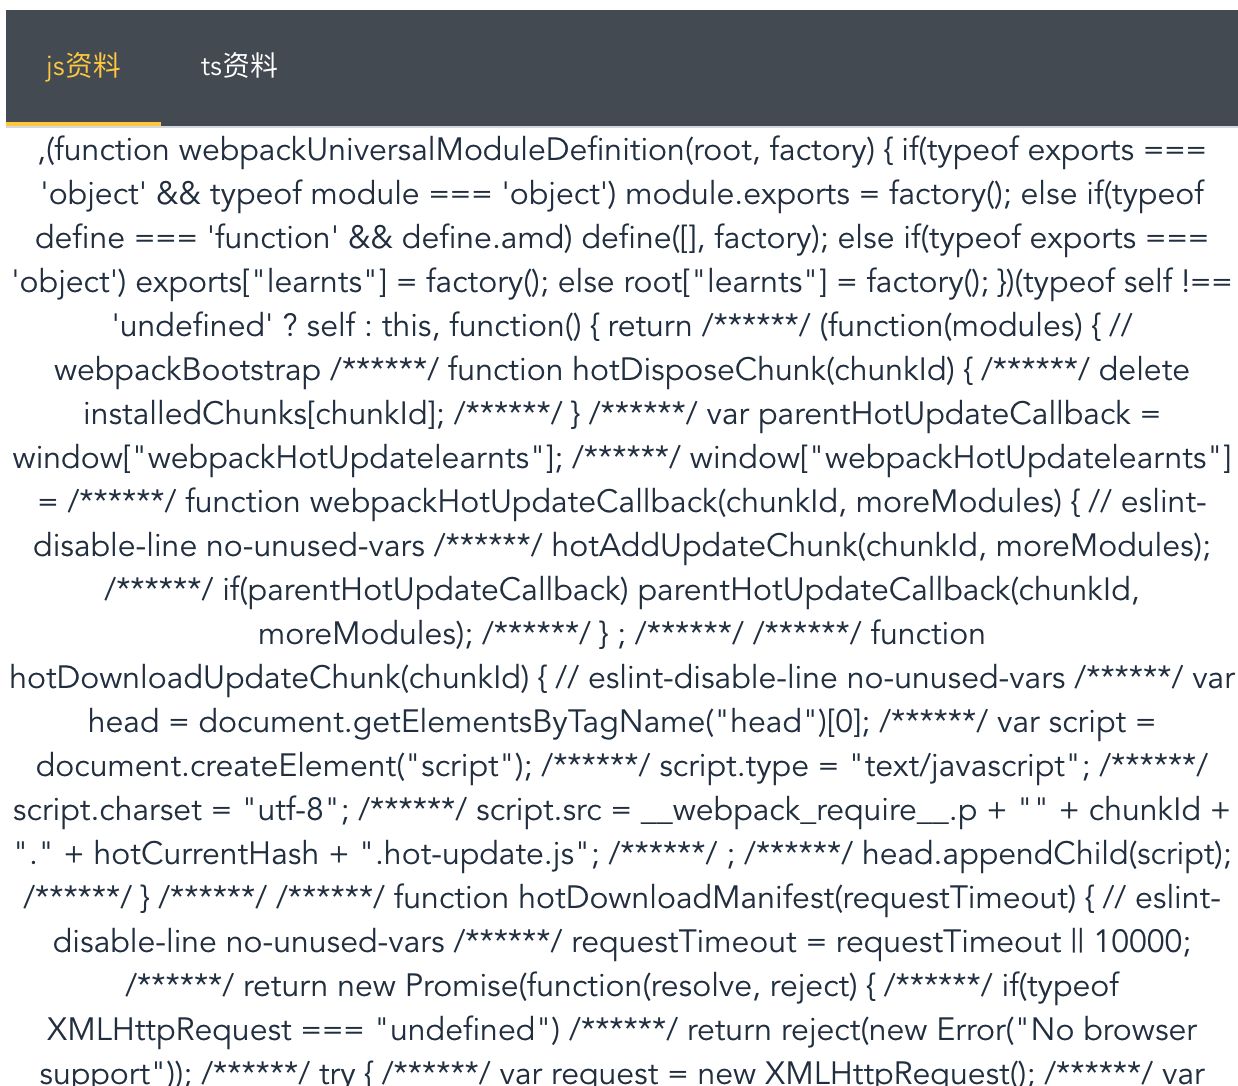 js资料 ts资料
,(function webpackUniversalModuleDefinition(root, factory) { if(typeof exports ===
'object' && typeof module === 'object') module.exports = factory(); else if(typeof
define === 'function' && define.amd) define([], factory); else if(typeof exports ===
'object') exports["learnts"] = factory(); else root["learnts"] = factory(); })(typeof self !==
'undefined' ? self : this, function() { return /******/ (function(modules) { //
webpackBootstrap /******/ function hotDisposeChunk(chunkId) { /******/ delete
installedChunks[chunkId]; /******/ } /******/ var parentHotUpdateCallback =
window["webpackHotUpdatelearnts"]; /******/ window["webpackHotUpdatelearnts"]
= /******/ function webpackHotUpdateCallback(chunkId, moreModules) { // eslint-
disable-line no-unused-vars /******/ hotAddUpdateChunk(chunkId, moreModules);
/******/ if(parentHotUpdateCallback) parentHotUpdateCallback(chunkId,
moreModules); /******/ } ; /******/ /******/ function
hotDownloadUpdateChunk(chunkId) { // eslint-disable-line no-unused-vars /******/ var
head = document.getElementsByTagName("head")[0]; /******/ var script =
document.createElement("script"); /******/ script.type = "text/javascript"; /******/
script.charset = "utf-8"; /******/ script.src = __webpack_require__.p + "" + chunkId +
"." + hotCurrentHash + ".hot-update.js"; /******/ ; /******/ head.appendChild(script);
/******/ } /******/ /******/ function hotDownloadManifest(requestTimeout) { // eslint-
disable-line no-unused-vars /******/ requestTimeout = requestTimeout || 10000;
/******/ return new Promise(function(resolve, reject) { /******/ if(typeof
XMLHttpRequest === "undefined") /******/ return reject(new Error("No browser
support")); /******/ try { /******/ var request = new XMLHttpRequest(); /******/ var